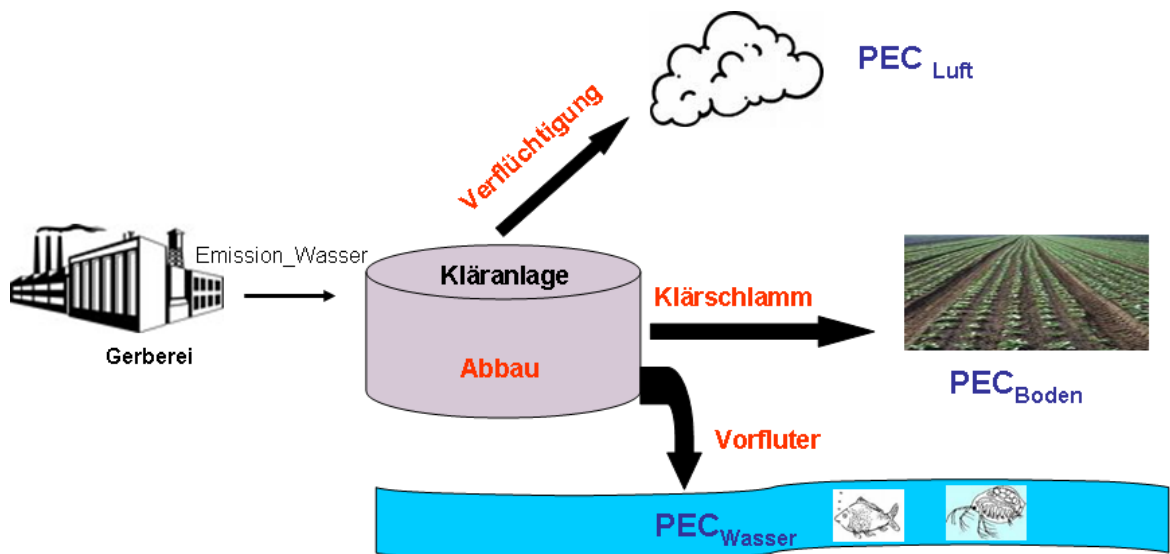 PEC Luft
Verflüchtigung
Emission_Wasser
Kläranlage
Klärschlamm
Gerberei
Abbau
PEC Boden
Vorfluter
PEC Wasser